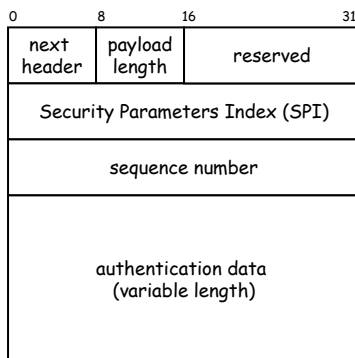 0 8 16 31
next header
payload length
reserved
Security Parameters Index (SPI)
sequence number
authentication data
(variable length)